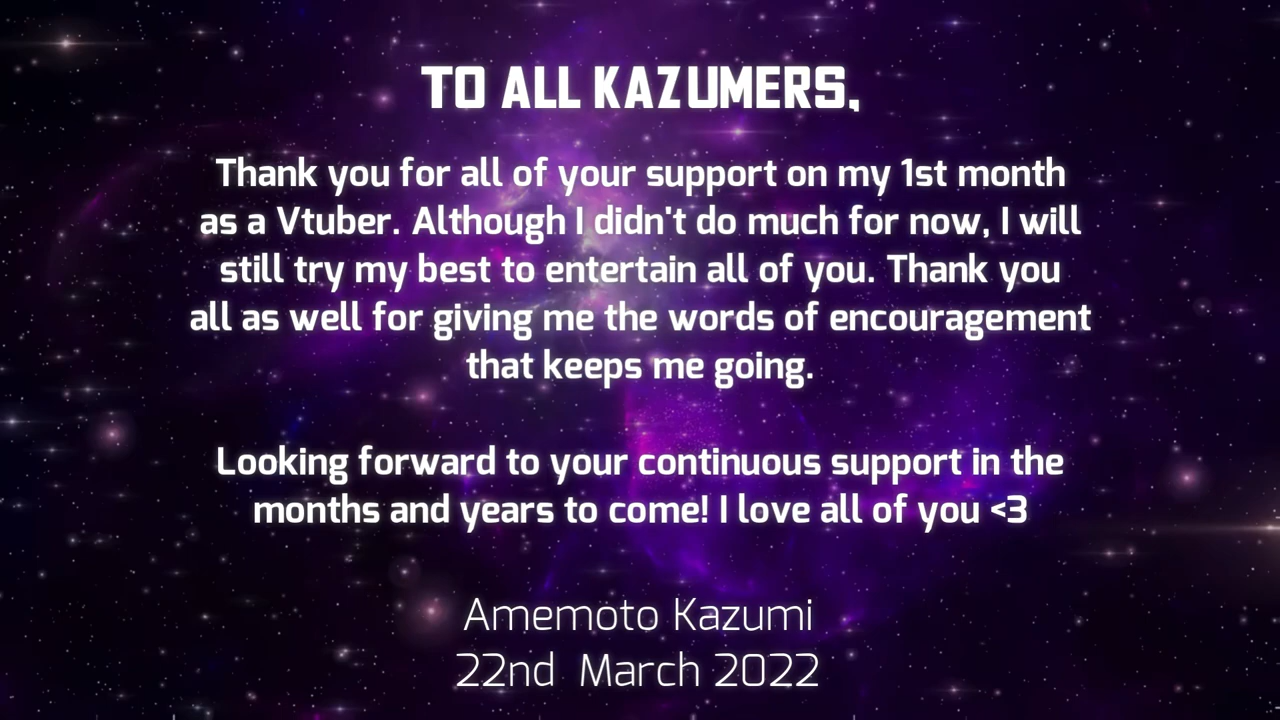 TO ALL KAZUMERS,
Thank you for all of your support on my 1st month
as a Vtuber. Although I didn't do much for now, I will
still try my best to entertain all of you. Thank you
all as well for giving me the words of encouragement
that keeps me going.
Looking forward to your continuous support in the
months and years to come! I love all of you <3
Amemoto Kazumi
22nd  March 2022